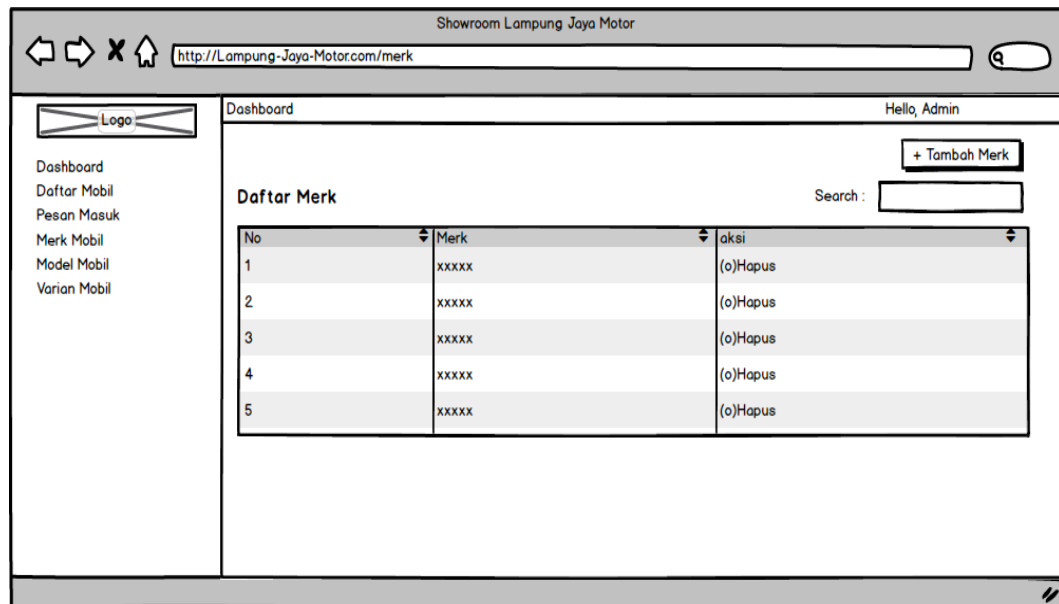 Showroom Lampung Jaya Motor
http://Lampung-Jaya-Motor.com/merk
Logo
Dashboard
Daftar Mobil
Pesan Masuk
Merk Mobil
Model Mobil
Varian Mobil
Dashboard Hello, Admin
+ Tambah Merk
Daftar Merk Search :
No Merk aksi
1 xxxxx (o)Hapus
2 xxxxx (o)Hapus
3 xxxxx (o)Hapus
4 xxxxx (o)Hapus
5 xxxxx (o)Hapus